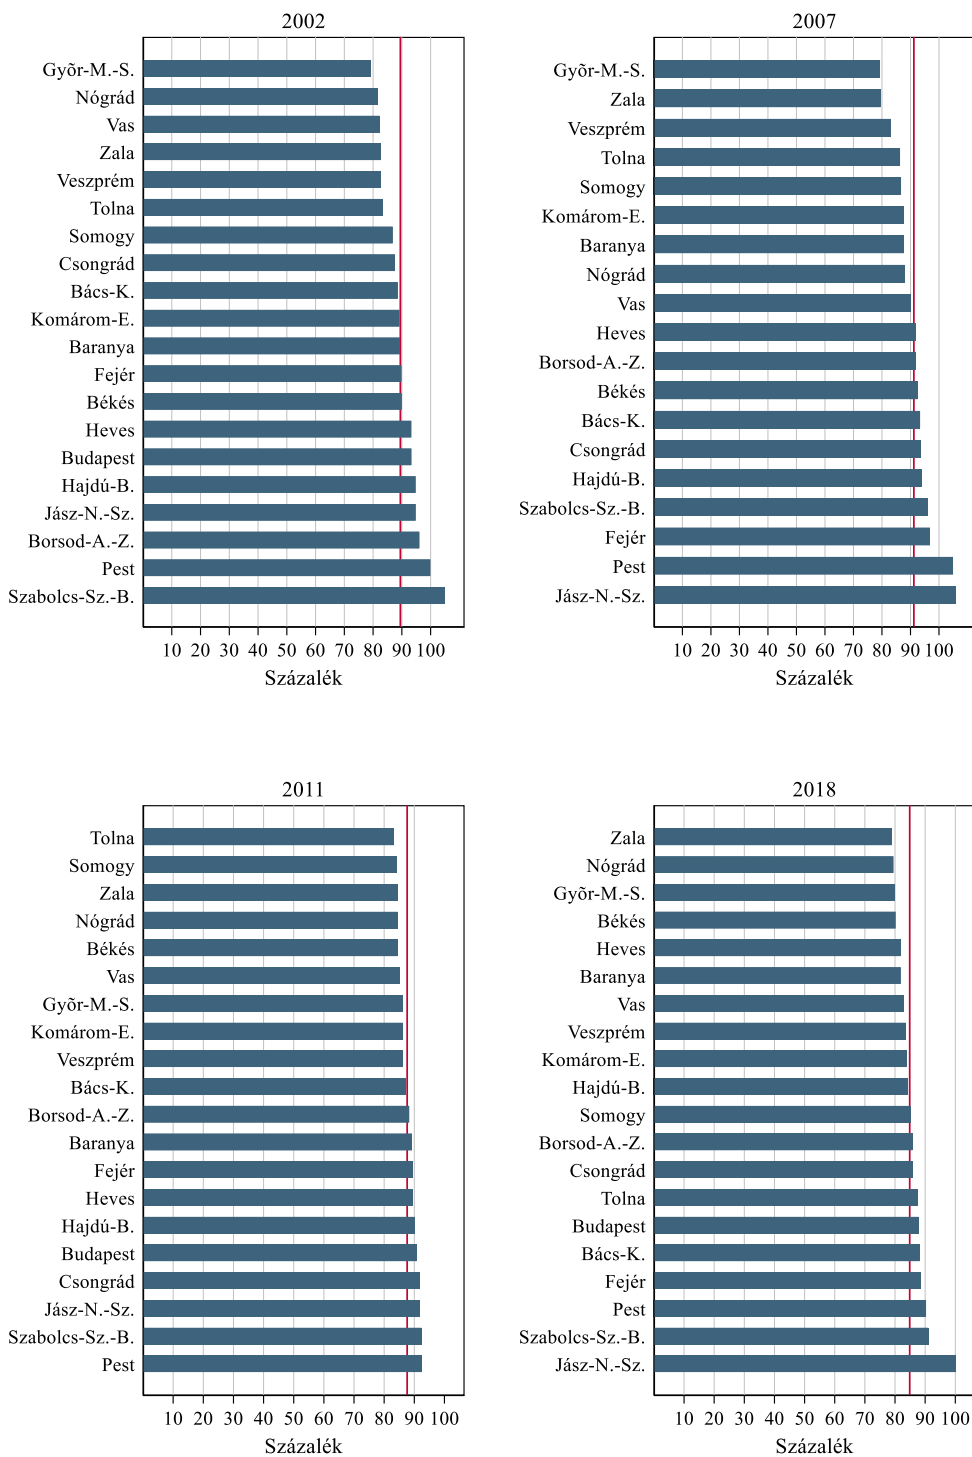 2002
Győr-M.-S.
Nógrád
Vas
Zala
Veszprém
Tolna
Somogy
Csongrád
Bács-K.
Komárom-E.
Baranya
Fejér
Békés
Heves
Budapest
Hajdú-B.
Jász-N.-Sz.
Borsod-A.-Z.
Pest
Szabolcs-Sz.-B.
10 20 30 40 50 60 70 80 90 100
Százalék
2007
Győr-M.-S.
Zala
Veszprém
Tolna
Somogy
Komárom-E.
Baranya
Nógrád
Vas
Heves
Borsod-A.-Z.
Békés
Bács-K.
Csongrád
Hajdú-B.
Szabolcs-Sz.-B.
Fejér
Pest
Jász-N.-Sz.
10 20 30 40 50 60 70 80 90 100
Százalék
2011
Tolna
Somogy
Zala
Nógrád
Békés
Vas
Győr-M.-S.
Komárom-E.
Veszprém
Bács-K.
Borsod-A.-Z.
Baranya
Fejér
Heves
Hajdú-B.
Budapest
Csongrád
Jász-N.-Sz.
Szabolcs-Sz.-B.
Pest
10 20 30 40 50 60 70 80 90 100
Százalék
2018
Zala
Nógrád
Győr-M.-S.
Békés
Heves
Baranya
Vas
Veszprém
Komárom-E.
Hajdú-B.
Somogy
Borsod-A.-Z.
Csongrád
Tolna
Budapest
Bács-K.
Fejér
Pest
Szabolcs-Sz.-B.
Jász-N.-Sz.
10 20 30 40 50 60 70 80 90 100
Százalék